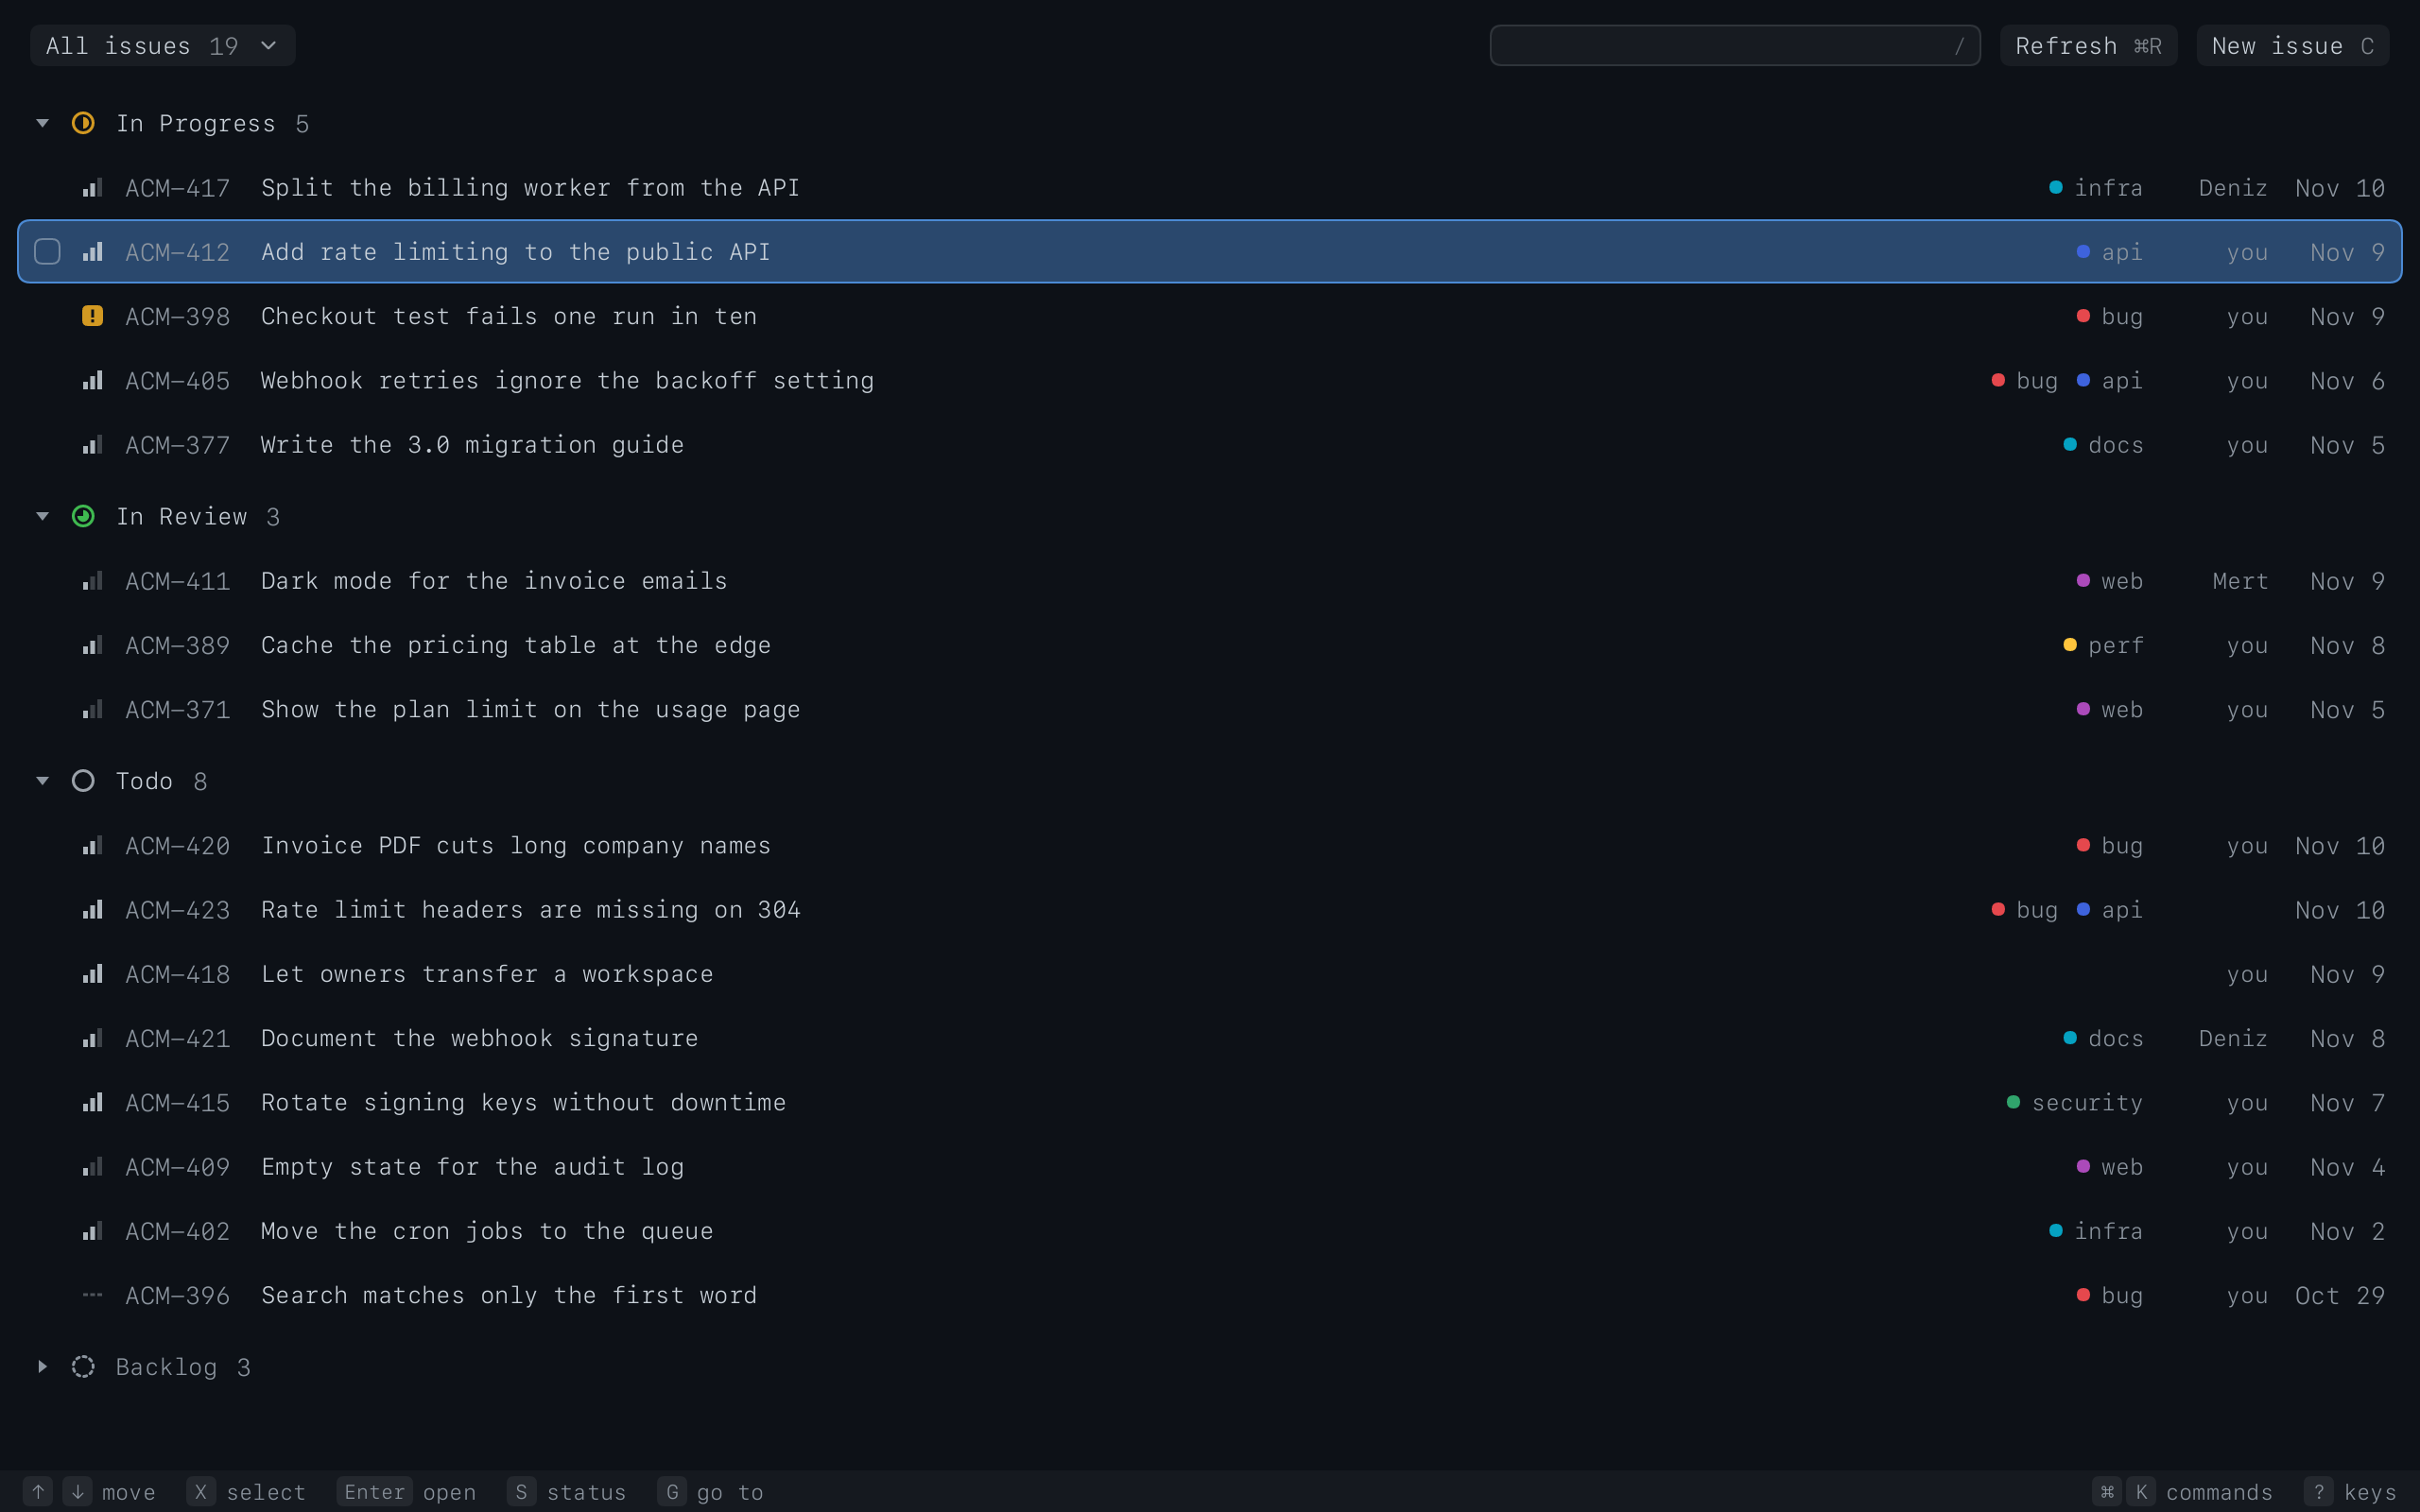 All issues 19 / Refresh ⌘R New issue C
In Progress 5
ACM-417 Split the billing worker from the API infra Deniz Nov 10
ACM-412 Add rate limiting to the public API api you Nov 9
ACM-398 Checkout test fails one run in ten bug you Nov 9
ACM-405 Webhook retries ignore the backoff setting bug api you Nov 6
ACM-377 Write the 3.0 migration guide docs you Nov 5
In Review 3
ACM-411 Dark mode for the invoice emails web Mert Nov 9
ACM-389 Cache the pricing table at the edge perf you Nov 8
ACM-371 Show the plan limit on the usage page web you Nov 5
Todo 8
ACM-420 Invoice PDF cuts long company names bug you Nov 10
ACM-423 Rate limit headers are missing on 304 bug api Nov 10
ACM-418 Let owners transfer a workspace you Nov 9
ACM-421 Document the webhook signature docs Deniz Nov 8
ACM-415 Rotate signing keys without downtime security you Nov 7
ACM-409 Empty state for the audit log web you Nov 4
ACM-402 Move the cron jobs to the queue infra you Nov 2
ACM-396 Search matches only the first word bug you Oct 29
Backlog 3
↑ ↓ move X select Enter open S status G go to ⌘ K commands ? keys